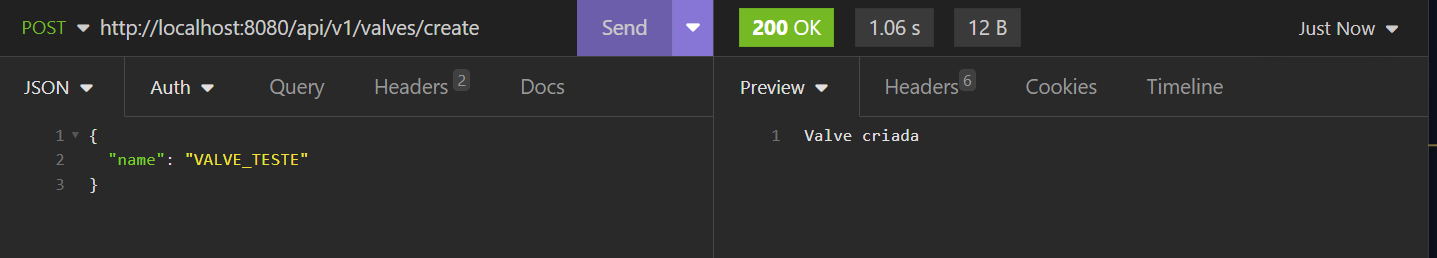 POST http://localhost:8080/api/v1/valves/create Send 200 OK 1.06 s 12 B Just Now
JSON Auth Query Headers 2 Docs Preview Headers 6 Cookies Timeline
1 {
2 "name": "VALVE_TESTE"
3 }
1 Valve criada